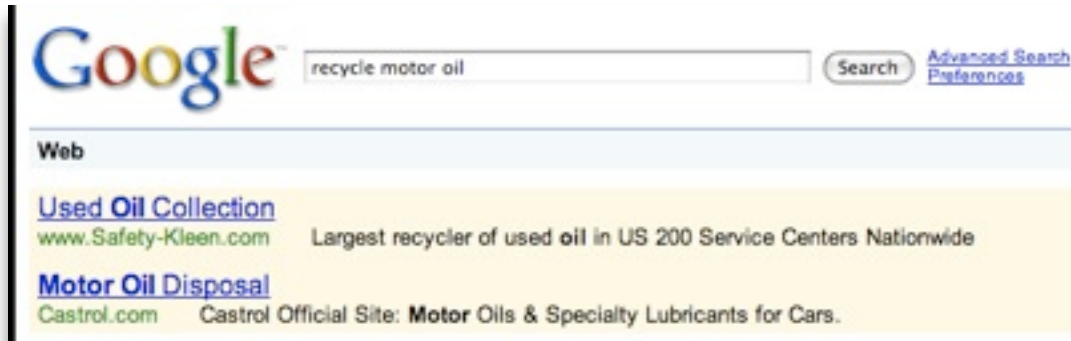 Google recycle motor oil Search Advanced Search
Preferences
Web
Used Oil Collection
www.Safety-Kleen.com Largest recycler of used oil in US 200 Service Centers Nationwide
Motor Oil Disposal
Castrol.com Castrol Official Site: Motor Oils & Specialty Lubricants for Cars.